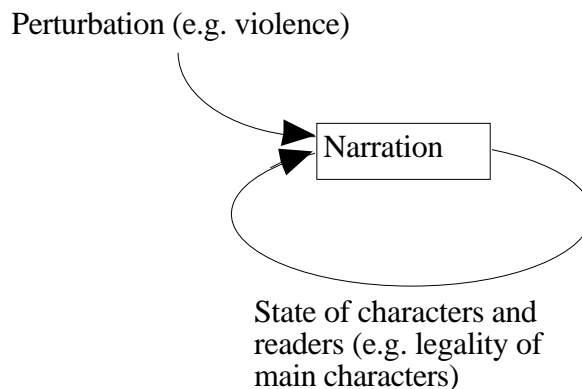 Perturbation (e.g. violence)
Narration
State of characters and
readers (e.g. legality of
main characters)